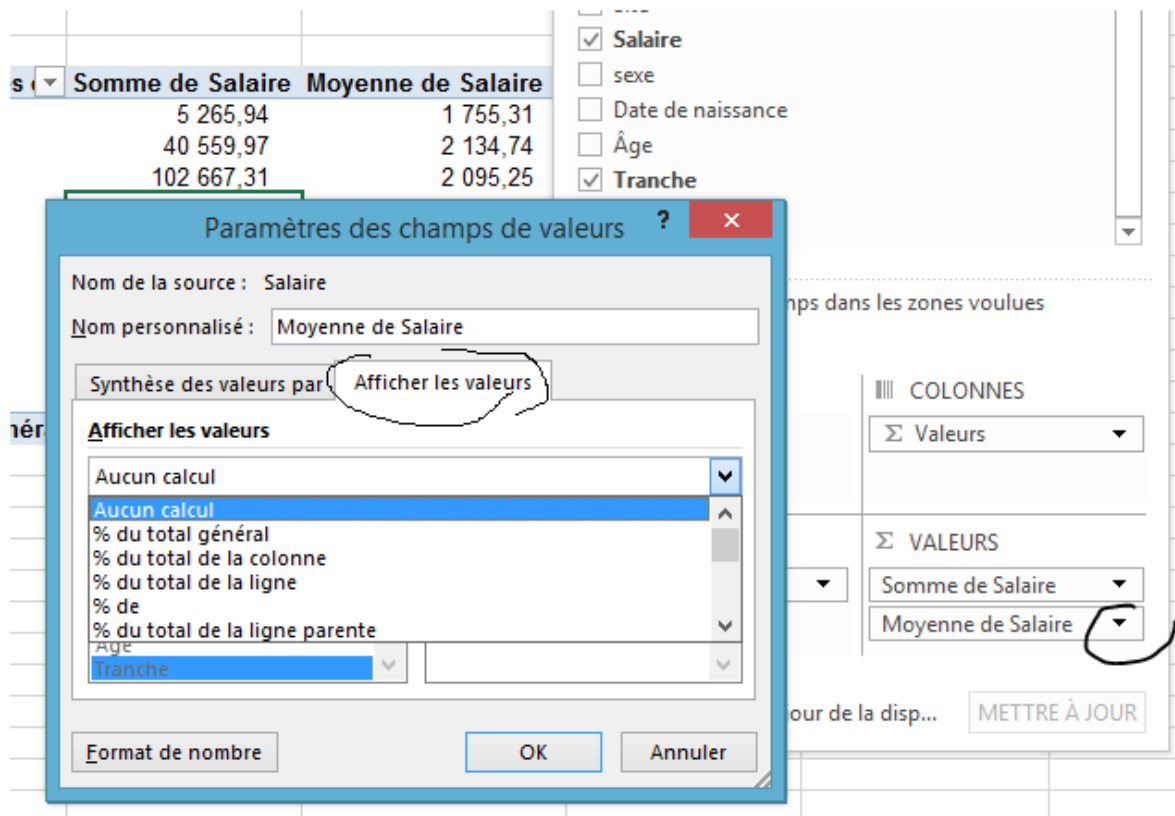 Salaire
sexe
Somme de Salaire Moyenne de Salaire
5 265,94 1 755,31
Date de naissance
40 559,97 2 134,74
Âge
102 667,31 2 095,25
Tranche
Paramètres des champs de valeurs ? ×
Nom de la source : Salaire
dans les zones voulues
Nom personnalisé : Moyenne de Salaire
Synthèse des valeurs par Afficher les valeurs
COLONNES
Afficher les valeurs
Σ Valeurs
Aucun calcul
Aucun calcul
% du total général
% du total de la colonne
Σ VALEURS
% du total de la ligne
Somme de Salaire
% de
% du total de la ligne parente
Moyenne de Salaire
Âge
Tranche
de la disp... METTRE À JOUR
Format de nombre OK Annuler